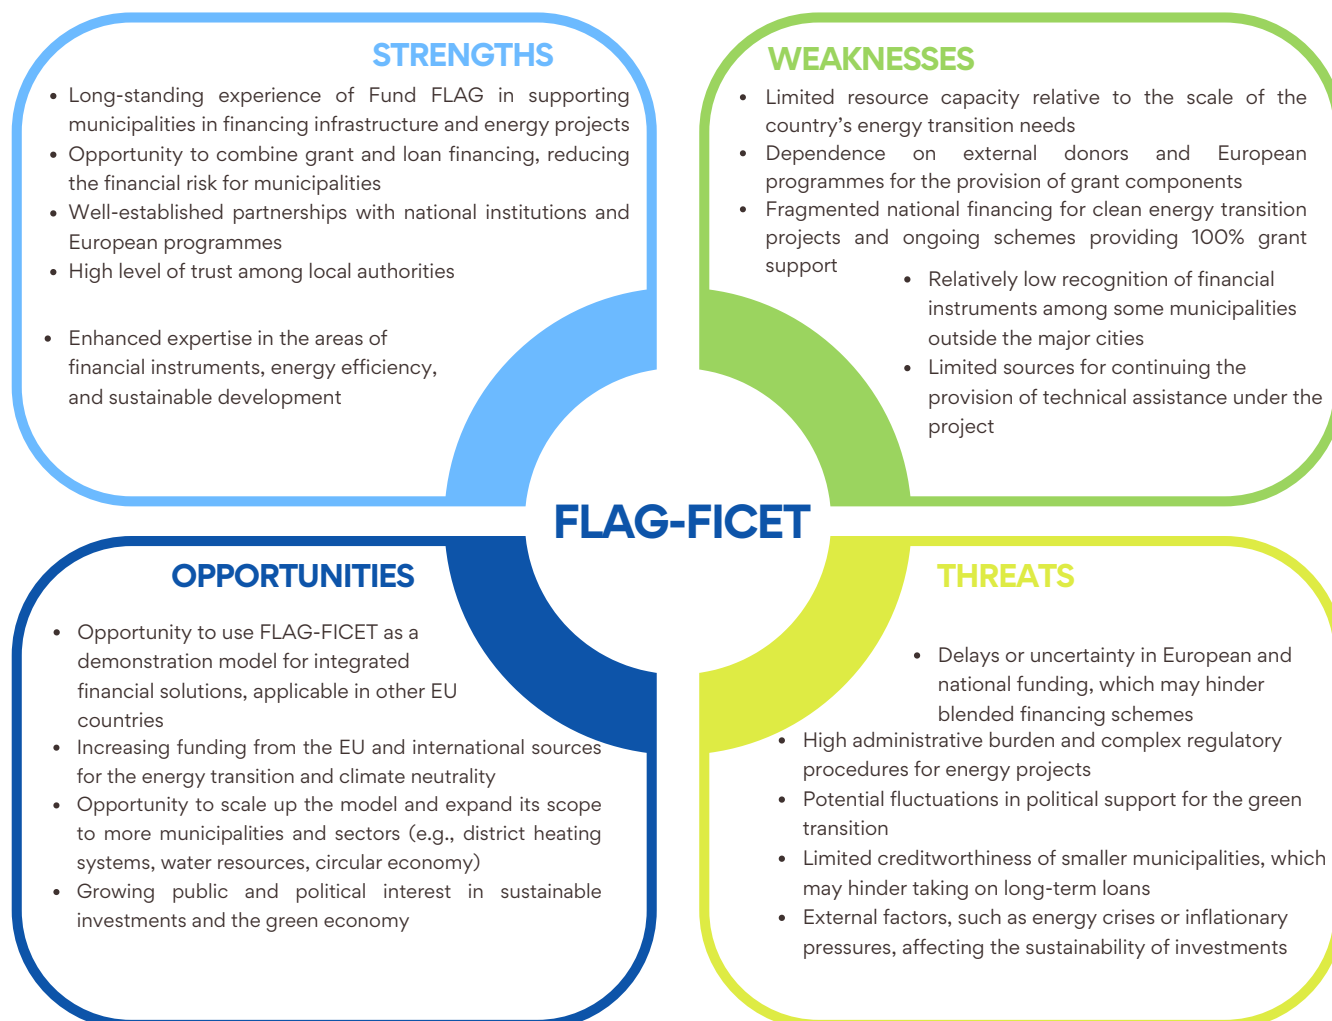 STRENGTHS
• Long-standing experience of Fund FLAG in supporting
municipalities in financing infrastructure and energy projects
• Opportunity to combine grant and loan financing, reducing
the financial risk for municipalities
• Well-established partnerships with national institutions and
European programmes
• High level of trust among local authorities
• Enhanced expertise in the areas of
financial instruments, energy efficiency,
and sustainable development
WEAKNESSES
• Limited resource capacity relative to the scale of the
country's energy transition needs
• Dependence on external donors and European
programmes for the provision of grant components
• Fragmented national financing for clean energy transition
projects and ongoing schemes providing 100% grant
support
• Relatively low recognition of financial
instruments among some municipalities
outside the major cities
• Limited sources for continuing the
provision of technical assistance under the
project
FLAG-FICET
OPPORTUNITIES
• Opportunity to use FLAG-FICET as a
demonstration model for integrated
financial solutions, applicable in other EU
countries
• Increasing funding from the EU and international sources
for the energy transition and climate neutrality
• Opportunity to scale up the model and expand its scope
to more municipalities and sectors (e.g., district heating
systems, water resources, circular economy)
• Growing public and political interest in sustainable
investments and the green economy
THREATS
• Delays or uncertainty in European and
national funding, which may hinder
blended financing schemes
• High administrative burden and complex regulatory
procedures for energy projects
• Potential fluctuations in political support for the green
transition
• Limited creditworthiness of smaller municipalities, which
may hinder taking on long-term loans
• External factors, such as energy crises or inflationary
pressures, affecting the sustainability of investments